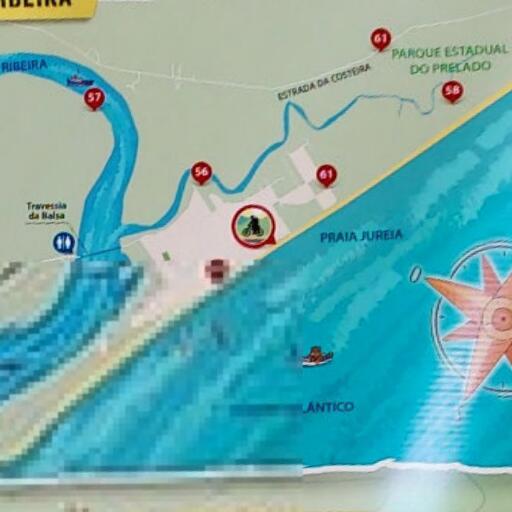 RIBEIRA
61
PARQUE ESTADUAL
DO PRELADO
ESTRADA DA COSTEIRA
57
58
56
61
Travessia
da Balsa
PRAIA JUREIA
O
LÂNTICO